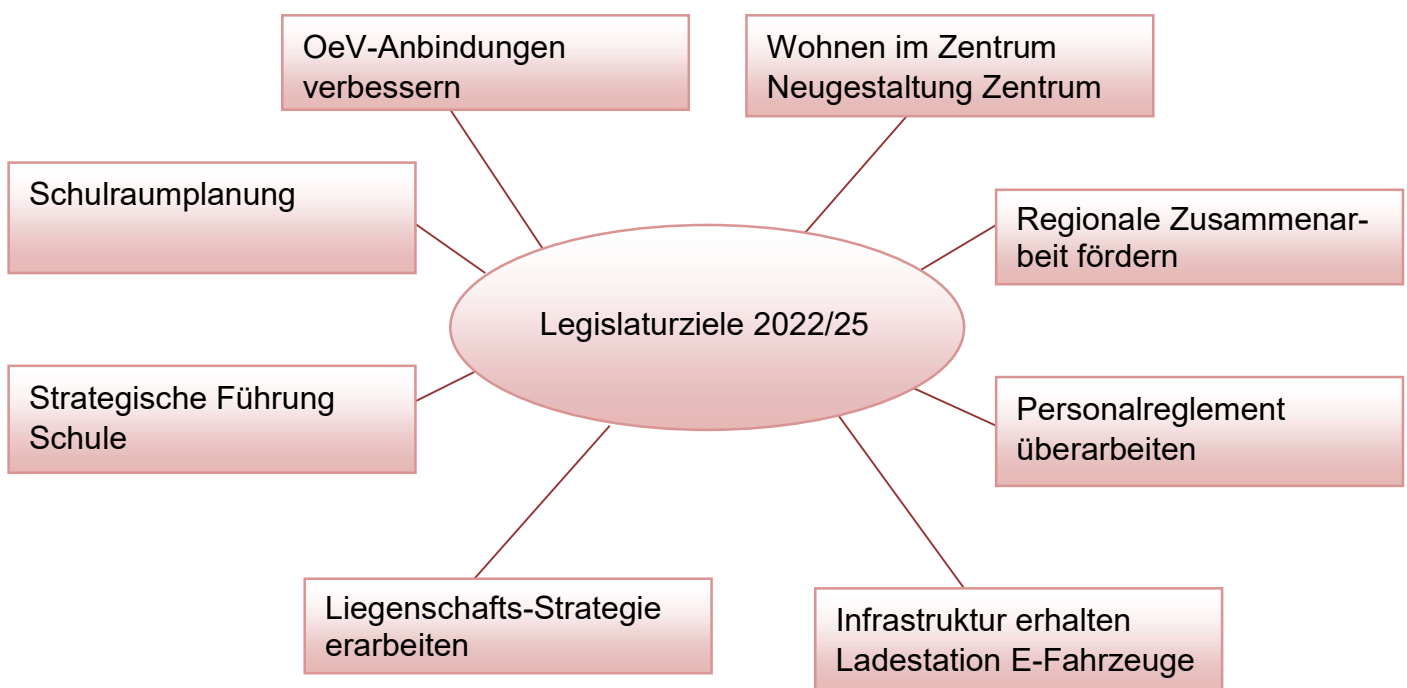 OeV-Anbindungen
verbessern
Wohnen im Zentrum
Neugestaltung Zentrum
Schulraumplanung
Regionale Zusammenar-
beit fördern
Legislaturziele 2022/25
Strategische Führung
Schule
Personalreglement
überarbeiten
Liegenschafts-Strategie
erarbeiten
Infrastruktur erhalten
Ladestation E-Fahrzeuge